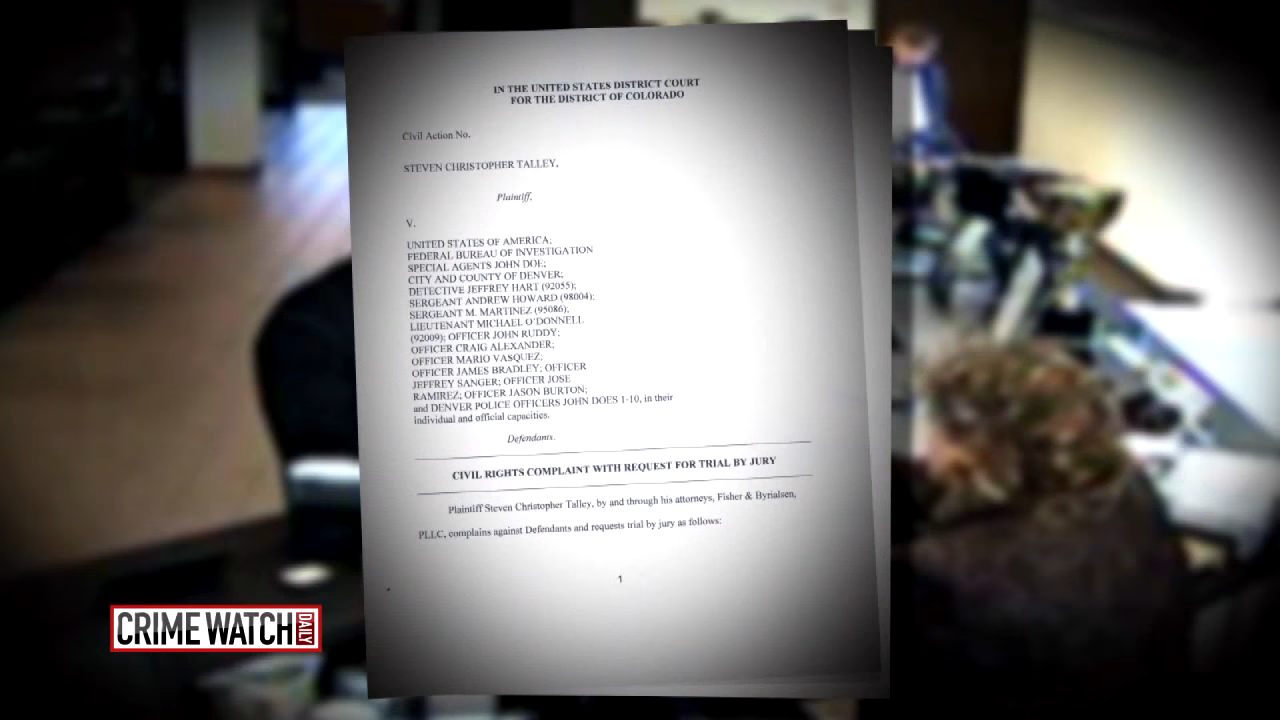 IN THE UNITED STATES DISTRICT COURT
FOR THE DISTRICT OF COLORADO
Civil Action No.
STEVEN CHRISTOPHER TALLEY,
Plaintiff,
V.
UNITED STATES OF AMERICA;
FEDERAL BUREAU OF INVESTIGATION
SPECIAL AGENTS JOHN DOE;
CITY AND COUNTY OF DENVER;
DETECTIVE JEFFREY HART (92055);
SERGEANT ANDREW HOWARD (98004);
SERGEANT M. MARTINEZ (95086);
LIEUTENANT MICHAEL O'DONNELL
(92009); OFFICER JOHN RUDDY;
OFFICER CRAIG ALEXANDER;
OFFICER MARIO VASQUEZ;
OFFICER JAMES BRADLEY; OFFICER
JEFFREY SANGER; OFFICER JOSE
RAMIREZ; OFFICER JASON BURTON;
and DENVER POLICE OFFICERS JOHN DOES 1-10, in their
individual and official capacities.
Defendants.
CIVIL RIGHTS COMPLAINT WITH REQUEST FOR TRIAL BY JURY
Plaintiff Steven Christopher Talley, by and through his attorneys, Fisher & Byrialsen,
PLLC, complains against Defendants and requests trial by jury as follows:
1
CRIME WATCH DAILY